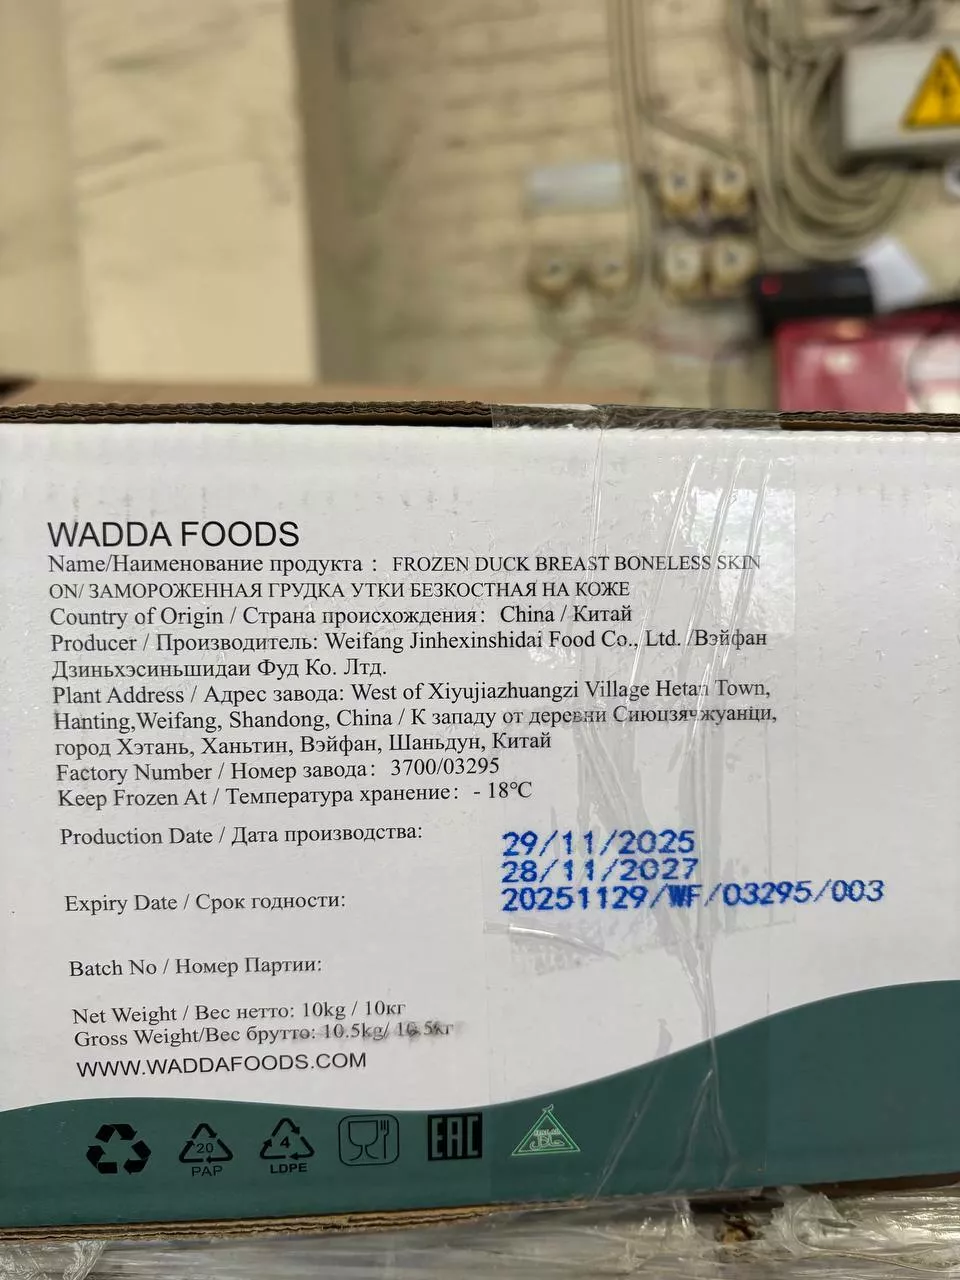 WADDA FOODS
Name/Наименование продукта : FROZEN DUCK BREAST BONELESS SKIN
ON/ ЗАМОРОЖЕННАЯ ГРУДКА УТКИ БЕЗКОСТНАЯ НА КОЖЕ
Country of Origin / Страна происхождения: China / Китай
Producer / Производитель: Weifang Jinhexinshidai Food Co., Ltd. /Вэйфан
Дзиньхэсиньшидаи Фуд Ко. Лтд.
Plant Address / Адрес завода: West of Xiyujiazhuangzi Village Hetan Town,
Hanting,Weifang, Shandong, China / К западу от деревни Сиюцзячжуанци,
город Хэтань, Ханьтин, Вэйфан, Шаньдун, Китай
Factory Number / Номер завода: 3700/03295
Keep Frozen At / Температура хранение: - 18℃
Production Date / Дата производства:
29/11/2025
28/11/2027
20251129/WF/03295/003
Expiry Date / Срок годности:
Batch No / Номер Партии:
Net Weight / Вес нетто: 10kg / 10кг
Gross Weight/Вес брутто: 10.5kg/ 10.5кг
WWW.WADDAFOODS.COM
20
PAP
4
LDPE
EAC